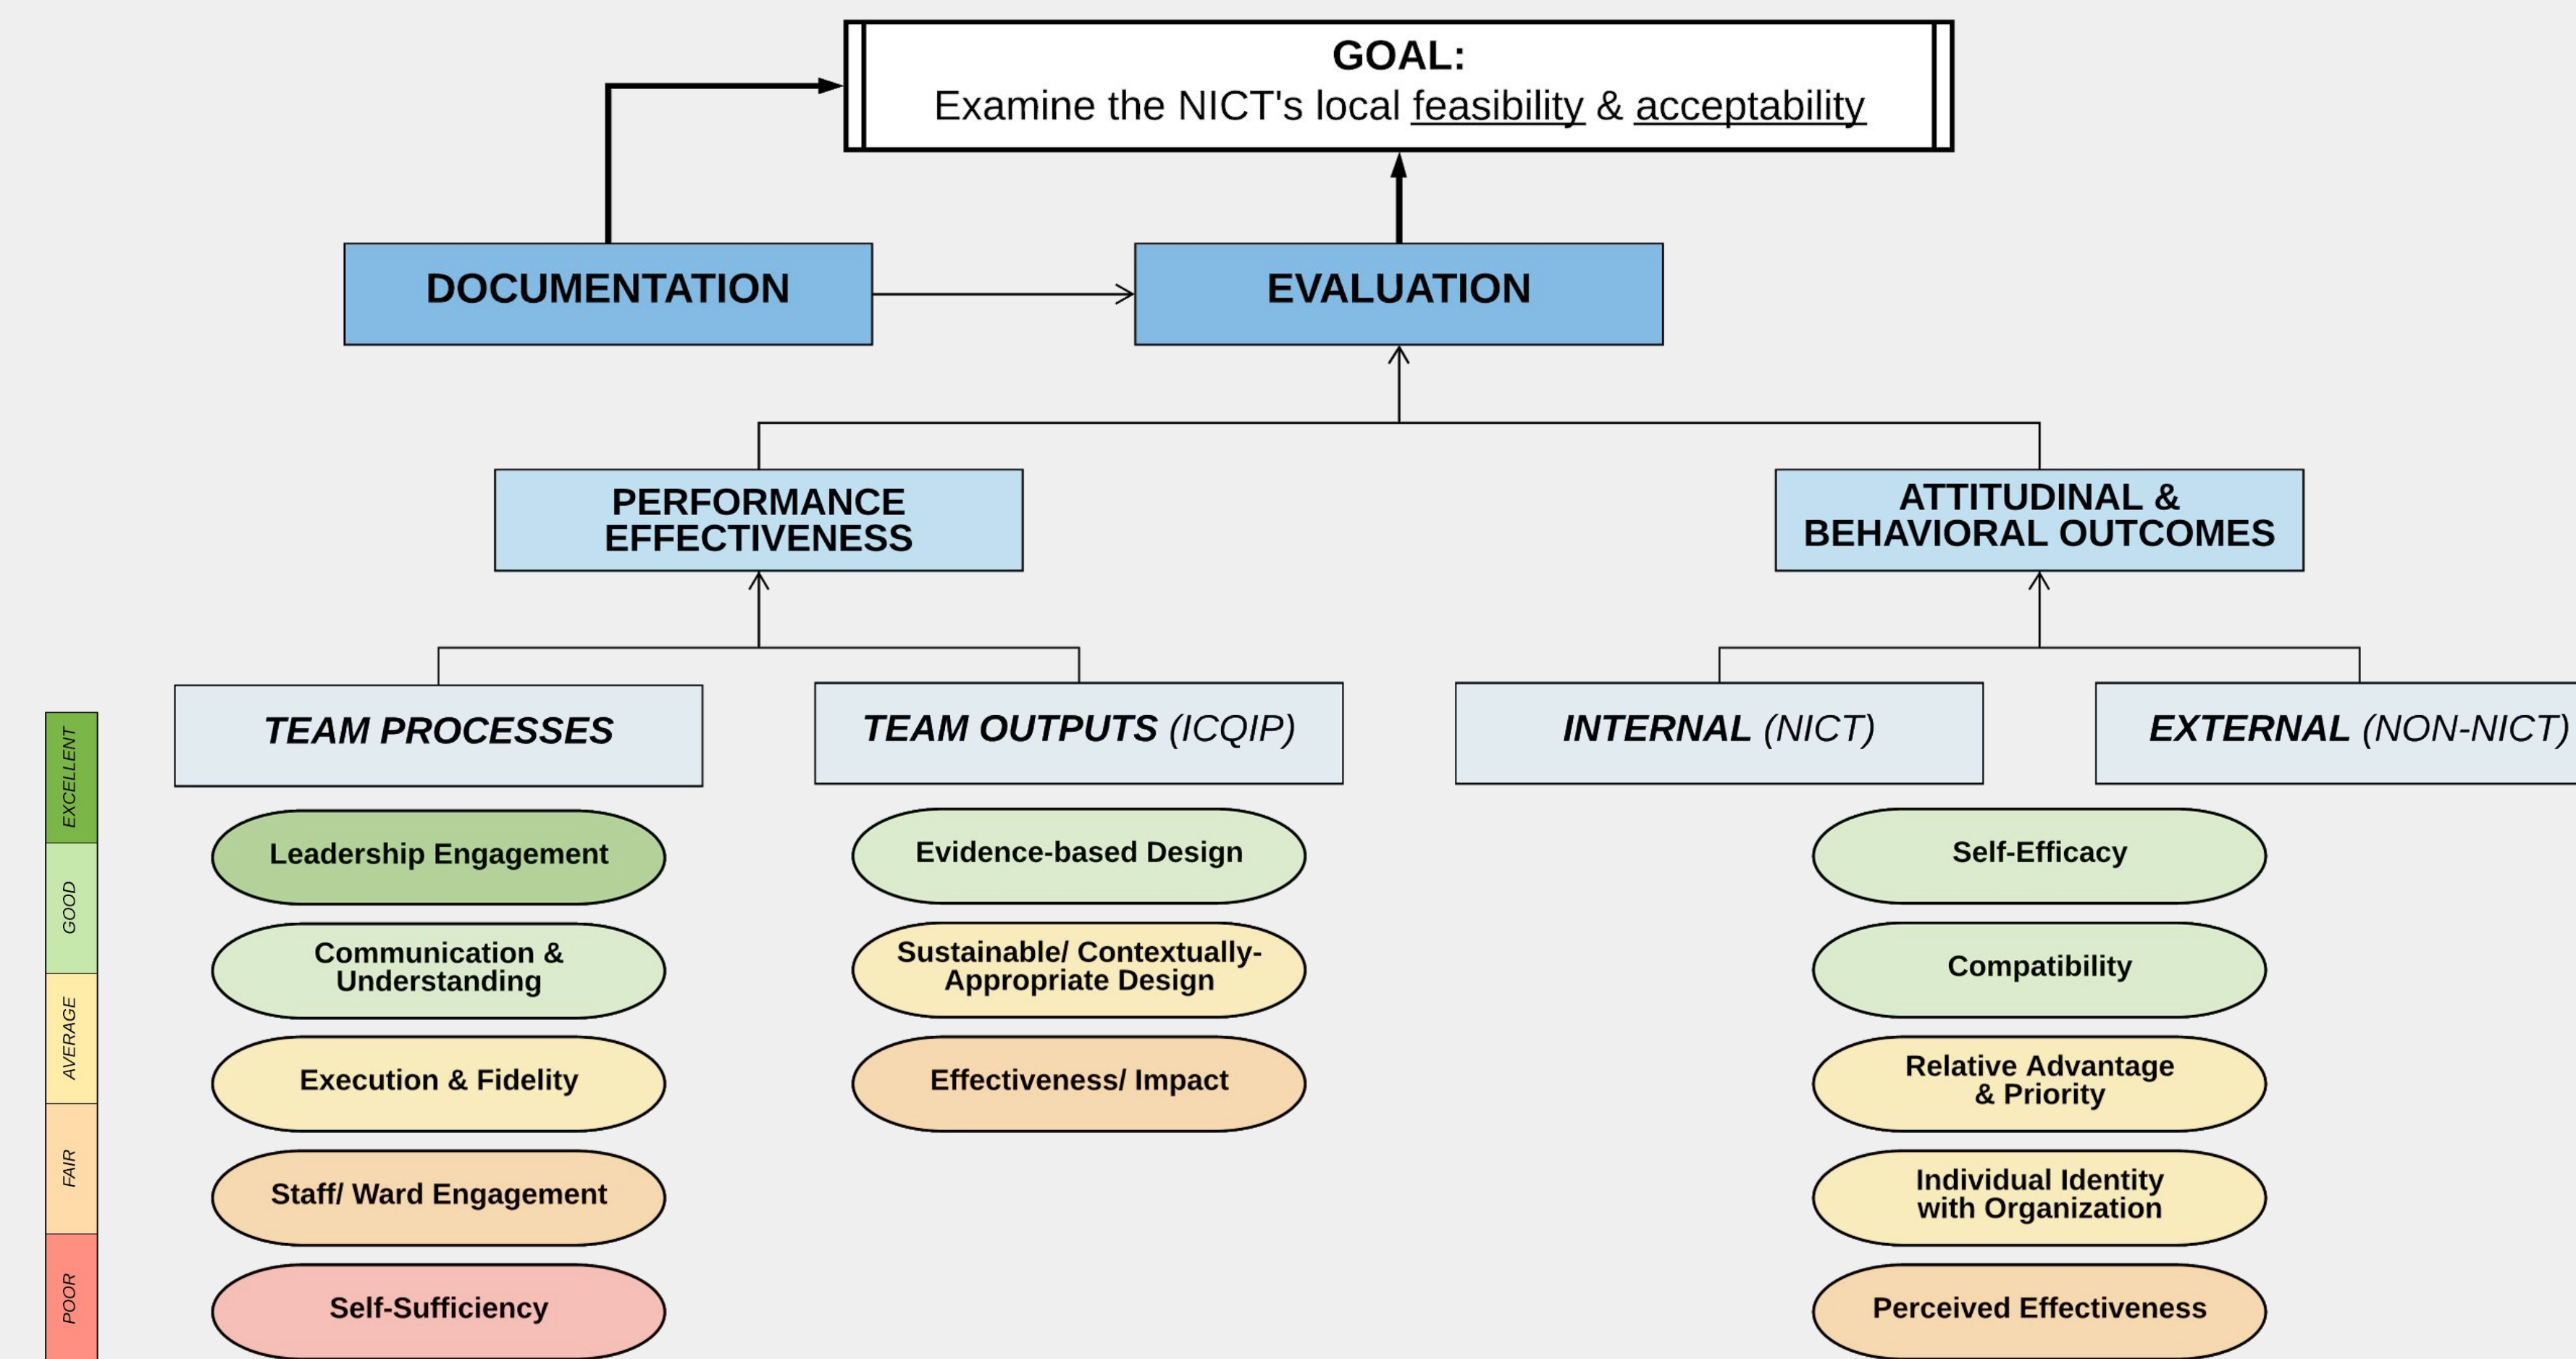 GOAL:
Examine the NICT's local feasibility & acceptability
DOCUMENTATION
EVALUATION
PERFORMANCE
EFFECTIVENESS
ATTITUDINAL &
BEHAVIORAL OUTCOMES
TEAM PROCESSES
TEAM OUTPUTS (ICQIP)
INTERNAL (NICT)
EXTERNAL (NON-NICT)
EXCELLENT
GOOD
AVERAGE
FAIR
POOR
Leadership Engagement
Communication &
Understanding
Execution & Fidelity
Staff/ Ward Engagement
Self-Sufficiency
Evidence-based Design
Sustainable/ Contextually-
Appropriate Design
Effectiveness/ Impact
Self-Efficacy
Compatibility
Relative Advantage
& Priority
Individual Identity
with Organization
Perceived Effectiveness